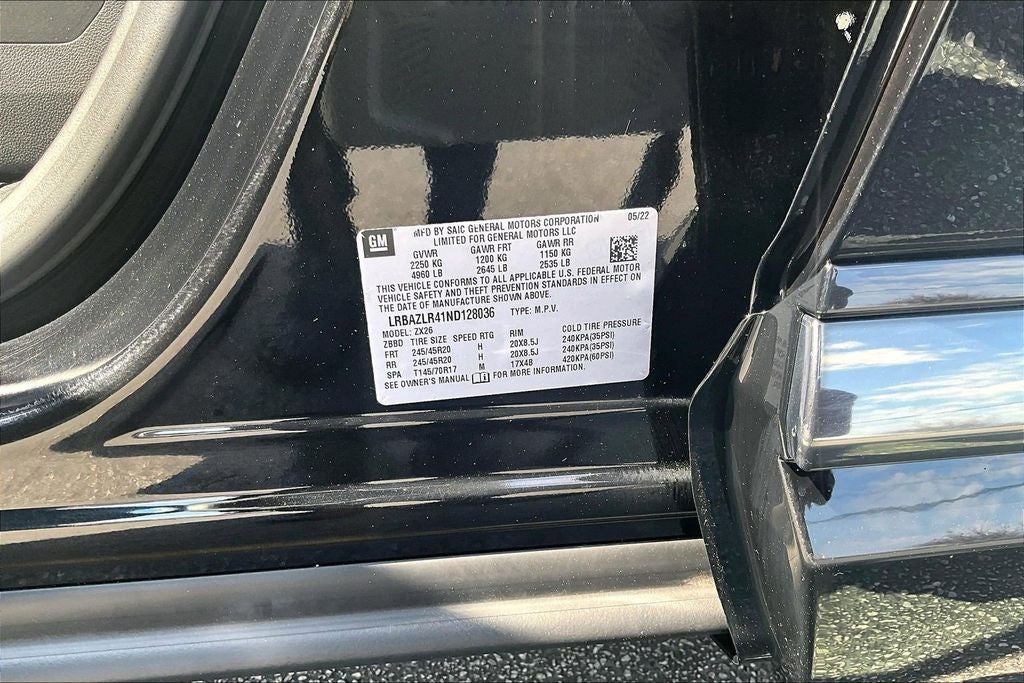 GM
MFD BY SAIC GENERAL MOTORS CORPORATION 05/22
LIMITED FOR GENERAL MOTORS LLC
GVWR GAWR FRT GAWR RR
2250 KG 1200 KG 1150 KG
4960 LB 2645 LB 2535 LB
THIS VEHICLE CONFORMS TO ALL APPLICABLE U.S. FEDERAL MOTOR
VEHICLE SAFETY AND THEFT PREVENTION STANDARDS IN EFFECT ON
THE DATE OF MANUFACTURE SHOWN ABOVE.
LRBAZLR41ND128036 TYPE: M.P.V.
MODEL: ZX26
ZBBD TIRE SIZE SPEED RTG RIM COLD TIRE PRESSURE
FRT 245/45R20 H 20X8.5J 240KPA(35PSI)
RR 245/45R20 H 20X8.5J 240KPA(35PSI)
SPA T145/70R17 M 17X4B 420KPA(60PSI)
SEE OWNER'S MANUAL FOR MORE INFORMATION.